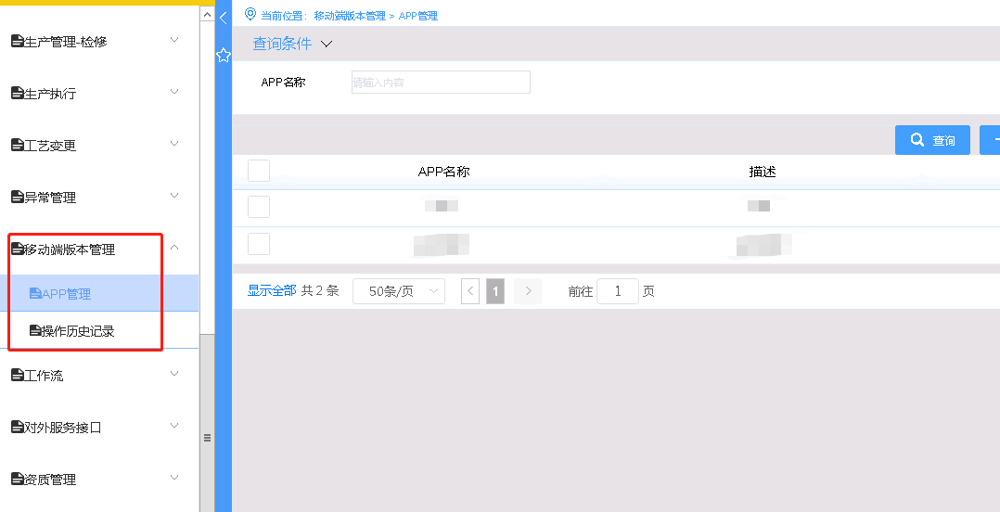 生产管理-检修
生产执行
工艺变更
异常管理
移动端版本管理
APP管理
操作历史记录
工作流
对外服务接口
资质管理
当前位置: 移动端版本管理 > APP管理
查询条件
APP名称 请输入内容
查询
APP名称 描述
显示全部 共 2 条 50条/页 1 前往 1 页